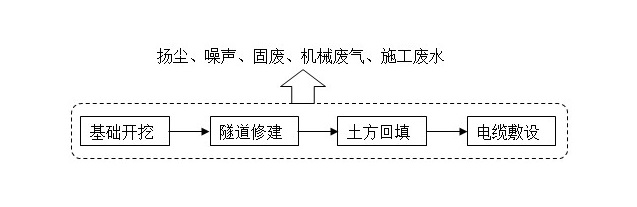 扬尘、噪声、固废、机械废气、施工废水
基础开挖
隧道修建
土方回填
电缆敷设